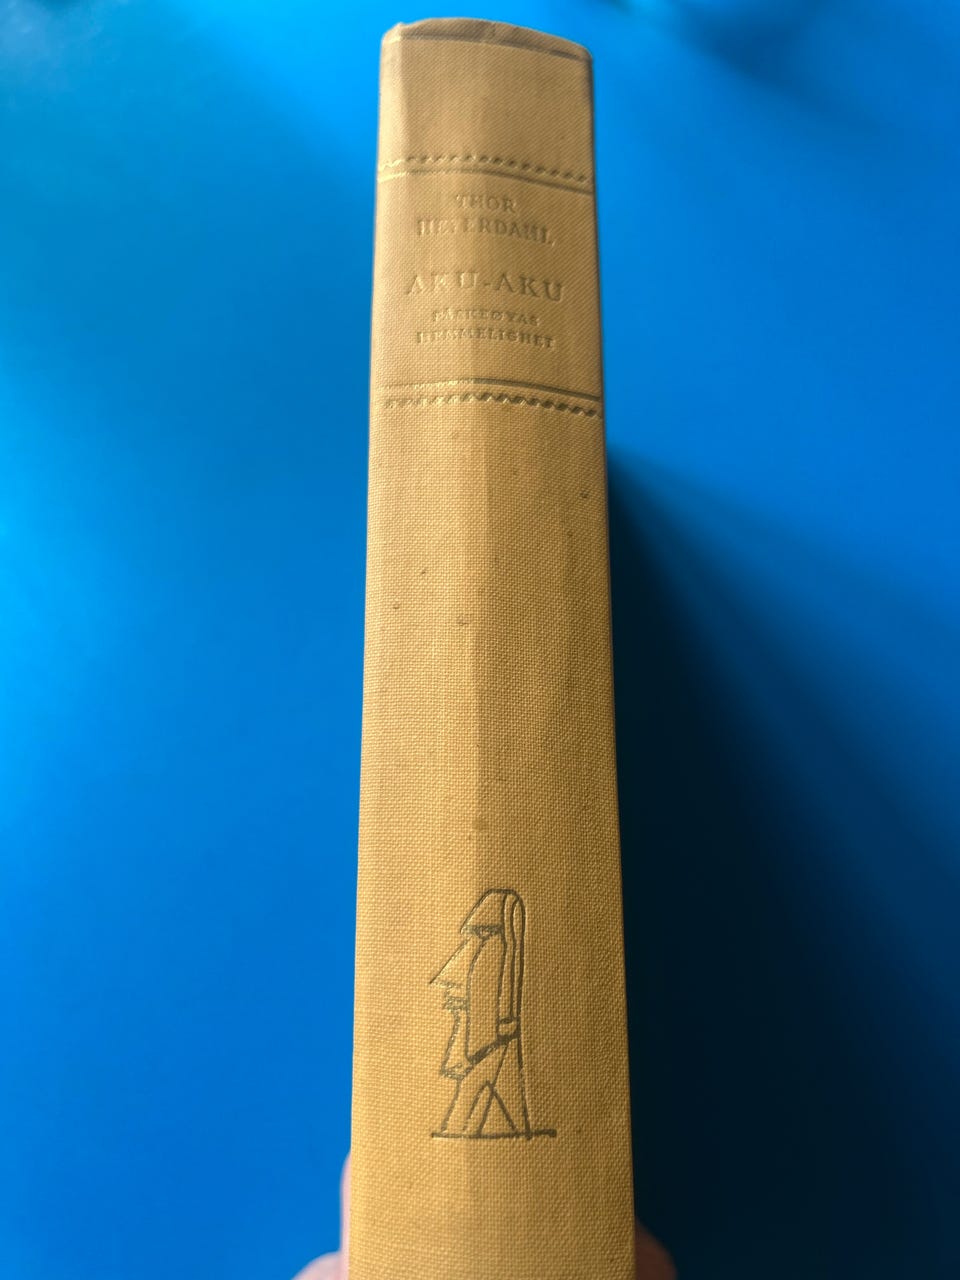 THOR
HEYERDAHL
AKU-AKU
PÅSKEØYAS
HEMMELIGHET